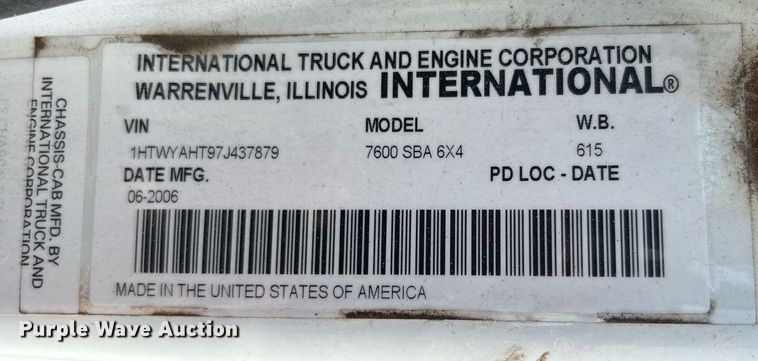 INTERNATIONAL TRUCK AND ENGINE CORPORATION
WARRENVILLE, ILLINOIS INTERNATIONAL®
VIN MODEL W.B.
1HTWYAHT97J437879 7600 SBA 6X4 615
DATE MFG. PD LOC - DATE
06-2006
MADE IN THE UNITED STATES OF AMERICA
CHASSIS-CAB MFD. BY
INTERNATIONAL TRUCK AND
ENGINE CORPORATION
Purple Wave Auction